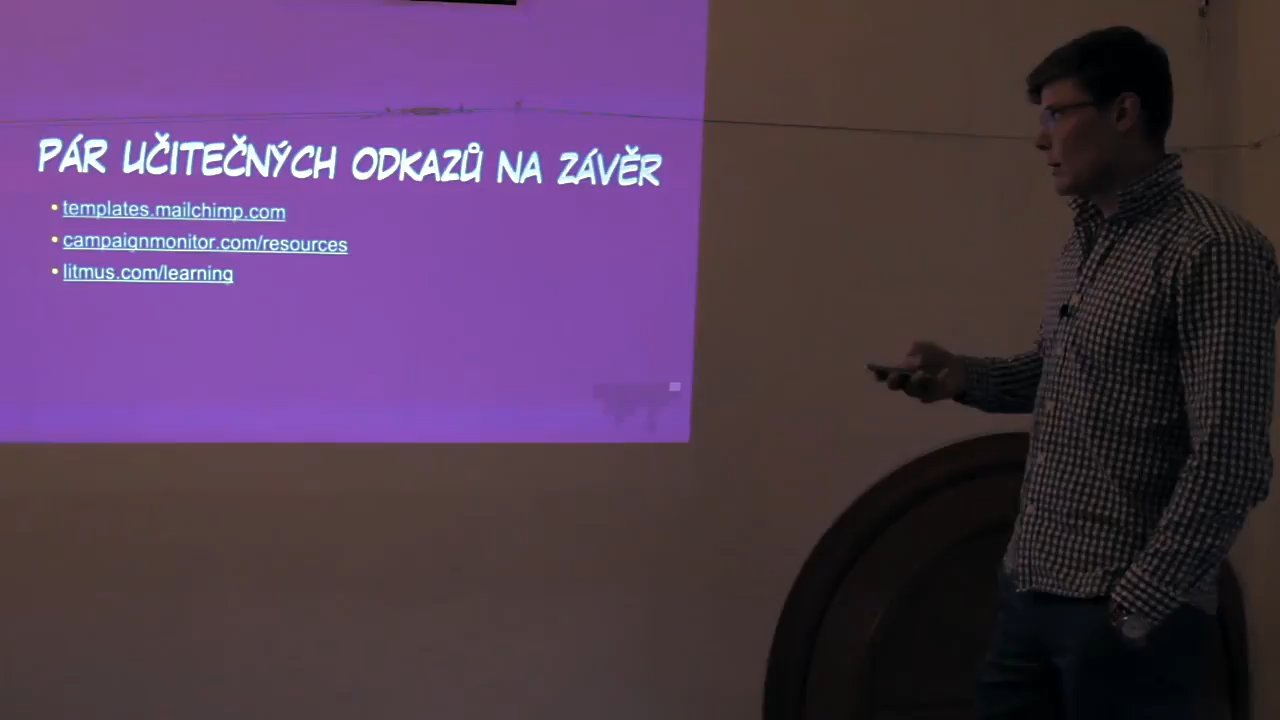 PÁR UČITEČNÝCH ODKAZŮ NA ZÁVĚR
• templates.mailchimp.com
• campaignmonitor.com/resources
• litmus.com/learning